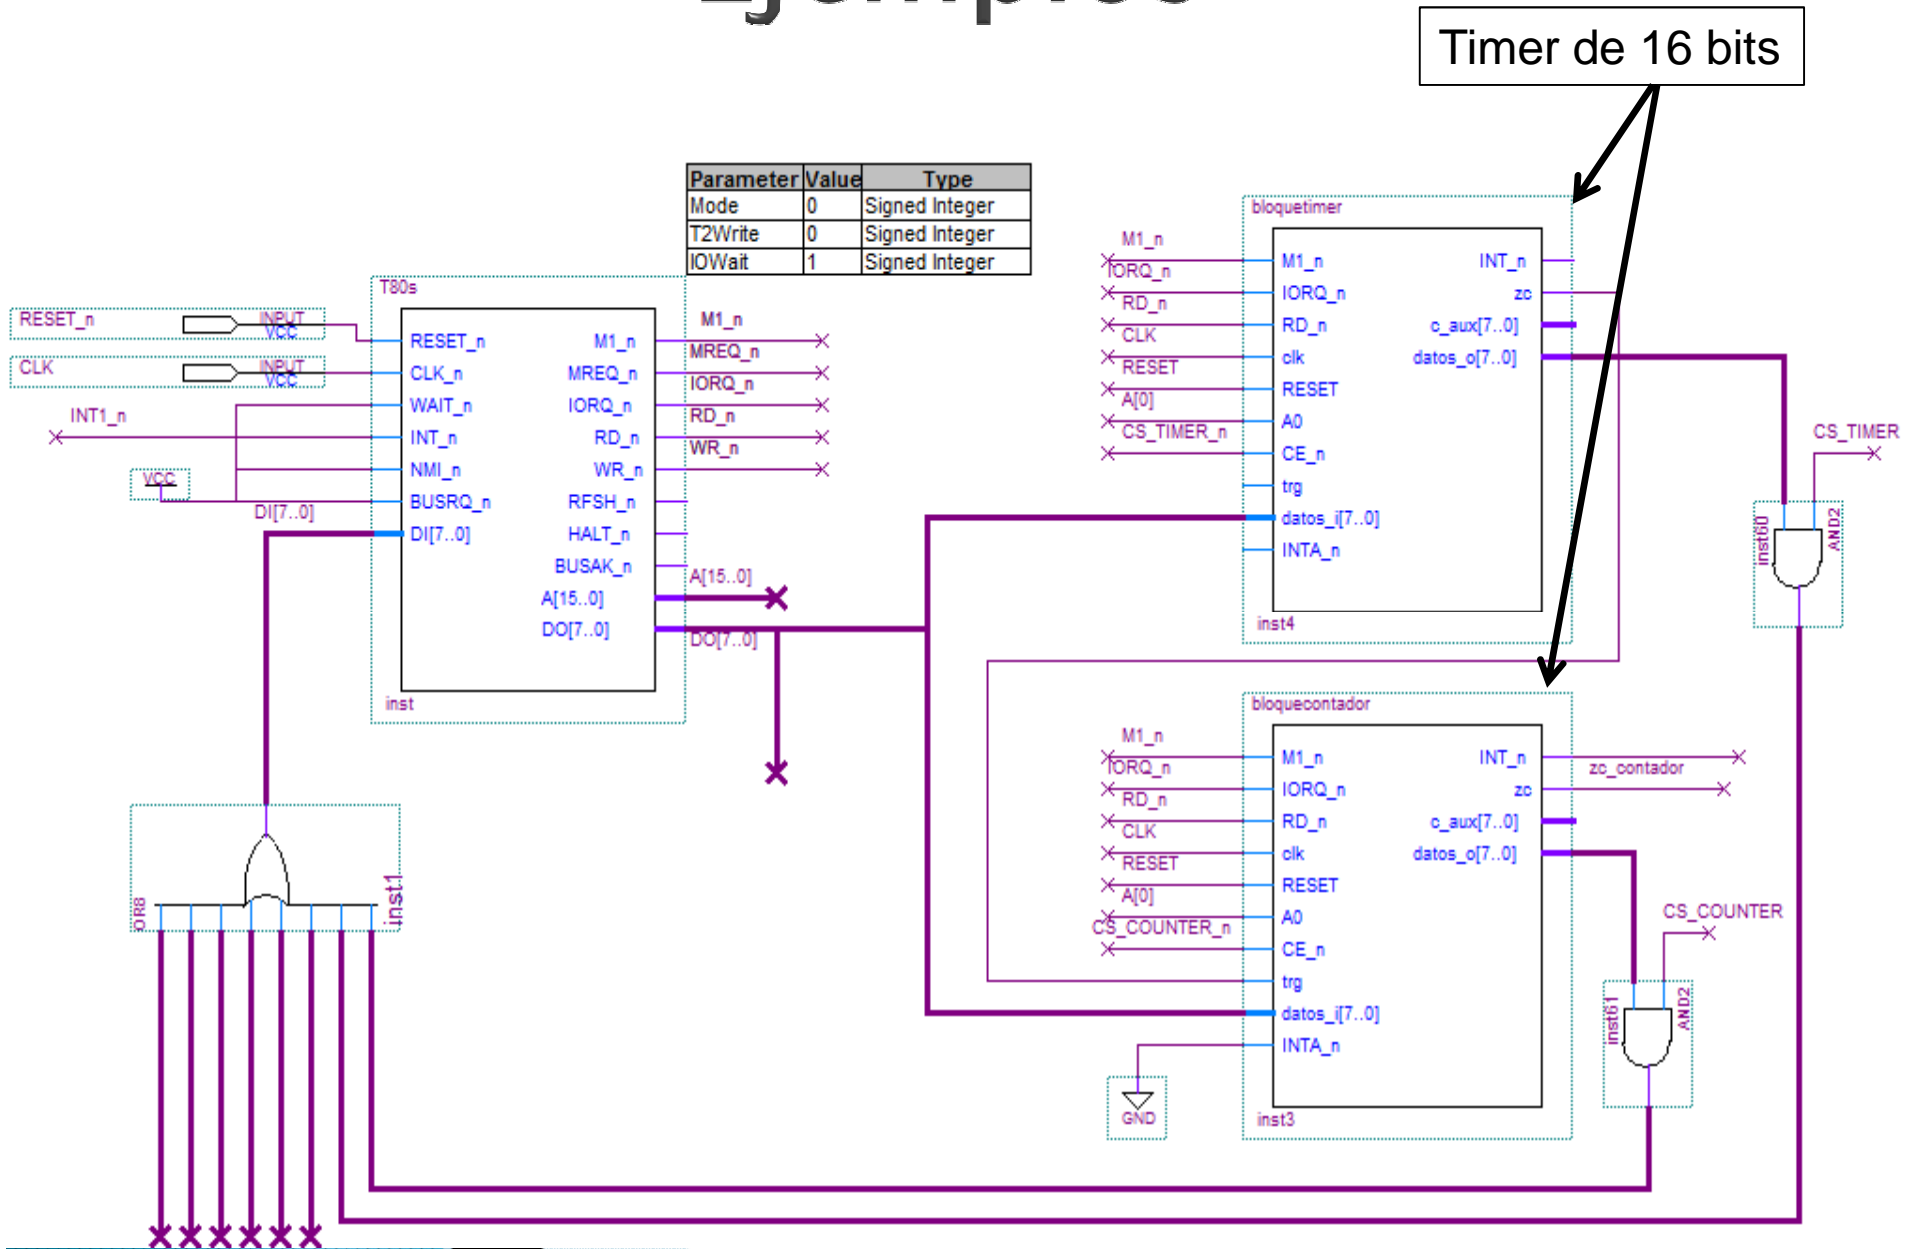 Timer de 16 bits
Parameter Value Type
Mode 0 Signed Integer
T2Write 0 Signed Integer
IOWait 1 Signed Integer
T80s
RESET_n INPUT VCC
CLK INPUT VCC
INT1_n
VCC
DI[7..0]
RESET_n
CLK_n
WAIT_n
INT_n
NMI_n
BUSRQ_n
DI[7..0]
M1_n
MREQ_n
IORQ_n
RD_n
WR_n
RFSH_n
HALT_n
BUSAK_n
A[15..0]
DO[7..0]
inst
M1_n
MREQ_n
IORQ_n
RD_n
WR_n
A[15..0]
DO[7..0]
OR8
inst1
bloquetimer
M1_n
IORQ_n
RD_n
CLK
RESET
A[0]
CS_TIMER_n
M1_n
IORQ_n
RD_n
clk
RESET
A0
CE_n
trg
datos_i[7..0]
INTA_n
INT_n
zc
c_aux[7..0]
datos_o[7..0]
inst4
CS_TIMER
inst60
AND2
bloquecontador
M1_n
IORQ_n
RD_n
CLK
RESET
A[0]
CS_COUNTER_n
M1_n
IORQ_n
RD_n
clk
RESET
A0
CE_n
trg
datos_i[7..0]
INTA_n
INT_n
zc
c_aux[7..0]
datos_o[7..0]
zc_contador
GND
inst3
CS_COUNTER
inst61
AND2